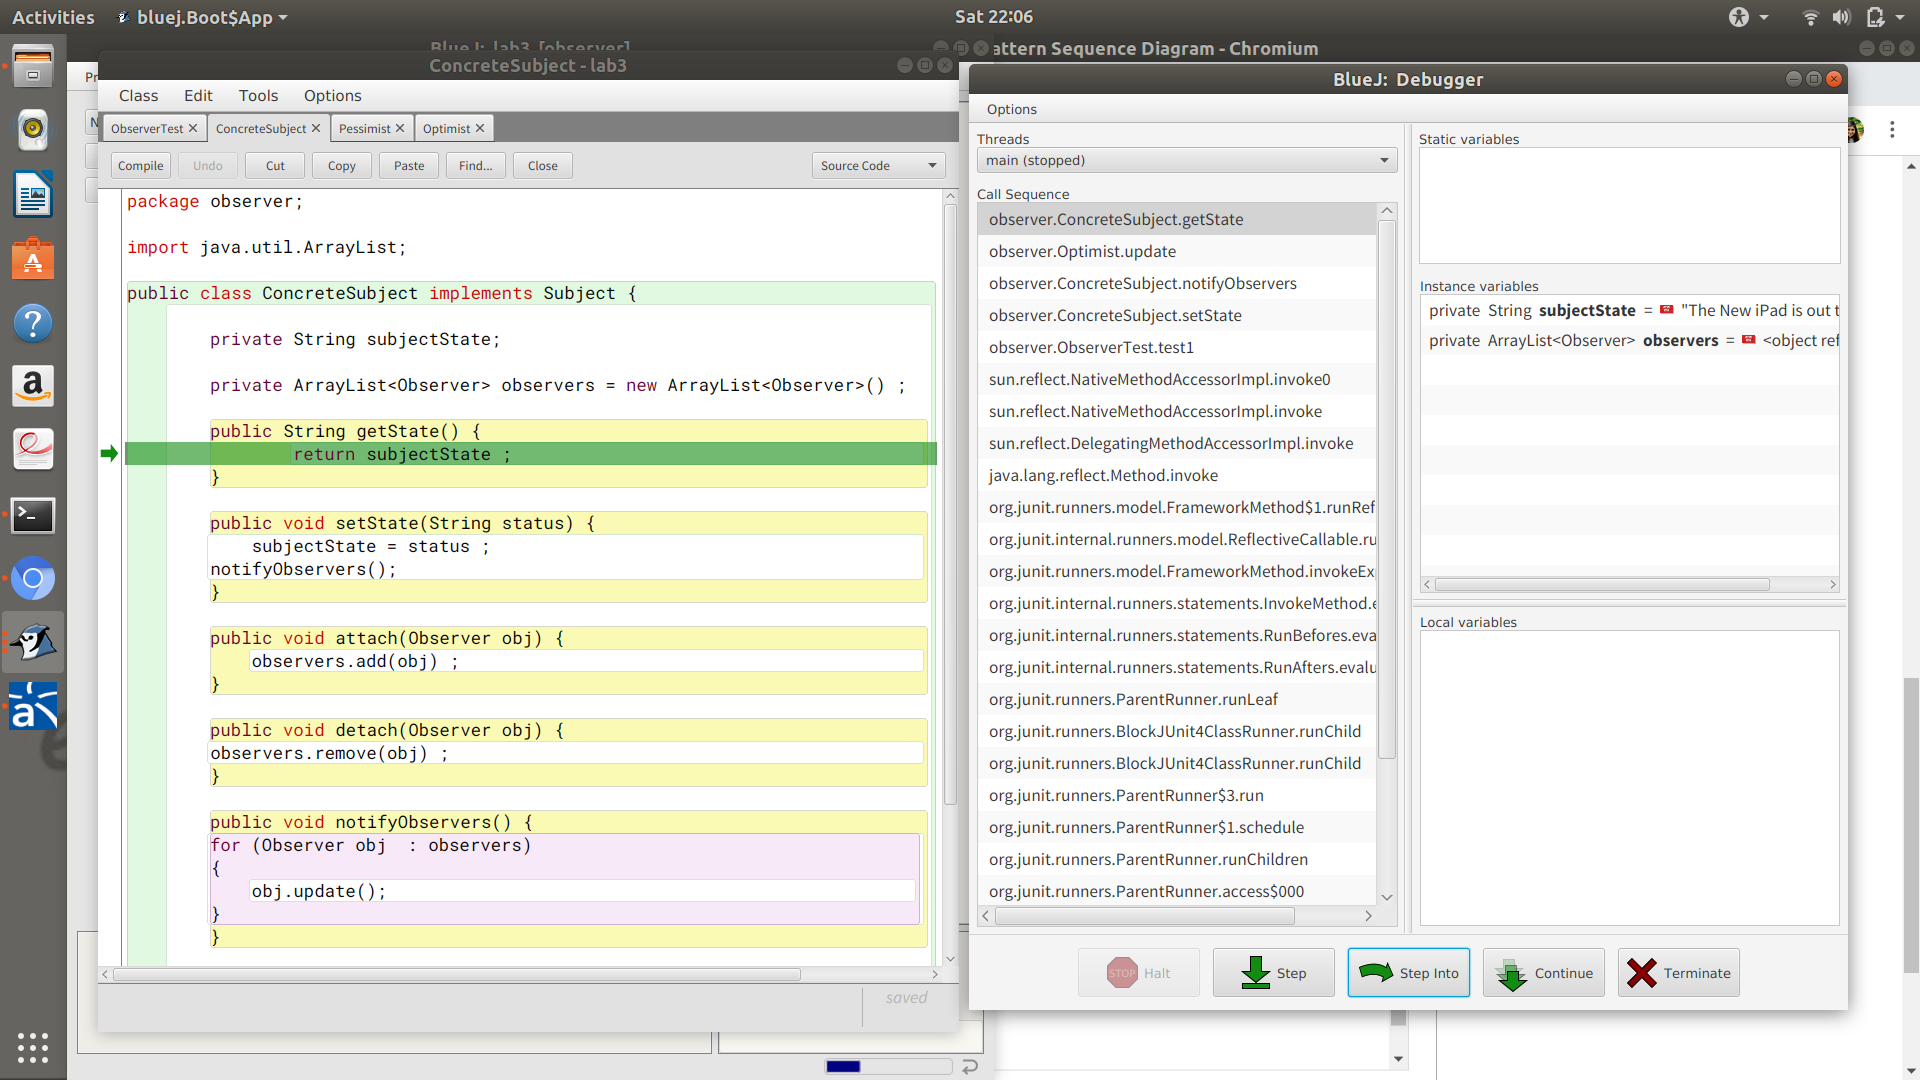 Activities
bluej.Boot$App
Sat 22:06
BlueJ: lab3 [observer]
attern Sequence Diagram - Chromium
ConcreteSubject - lab3
Class Edit Tools Options
ObserverTest ConcreteSubject Pessimist Optimist
Compile Undo Cut Copy Paste Find... Close Source Code
package observer;
import java.util.ArrayList;
public class ConcreteSubject implements Subject {
private String subjectState;
private ArrayList<Observer> observers = new ArrayList<Observer>() ;
public String getState() {
return subjectState ;
}
public void setState(String status) {
subjectState = status ;
notifyObservers();
}
public void attach(Observer obj) {
observers.add(obj) ;
}
public void detach(Observer obj) {
observers.remove(obj) ;
}
public void notifyObservers() {
for (Observer obj  : observers)
{
obj.update();
}
}
saved
BlueJ: Debugger
Options
Threads
main (stopped)
Call Sequence
observer.ConcreteSubject.getState
observer.Optimist.update
observer.ConcreteSubject.notifyObservers
observer.ConcreteSubject.setState
observer.ObserverTest.test1
sun.reflect.NativeMethodAccessorImpl.invoke0
sun.reflect.NativeMethodAccessorImpl.invoke
sun.reflect.DelegatingMethodAccessorImpl.invoke
java.lang.reflect.Method.invoke
org.junit.runners.model.FrameworkMethod$1.runRef
org.junit.internal.runners.model.ReflectiveCallable.ru
org.junit.runners.model.FrameworkMethod.invokeEx
org.junit.internal.runners.statements.InvokeMethod.e
org.junit.internal.runners.statements.RunBefores.eva
org.junit.internal.runners.statements.RunAfters.evalu
org.junit.runners.ParentRunner.runLeaf
org.junit.runners.BlockJUnit4ClassRunner.runChild
org.junit.runners.BlockJUnit4ClassRunner.runChild
org.junit.runners.ParentRunner$3.run
org.junit.runners.ParentRunner$1.schedule
org.junit.runners.ParentRunner.runChildren
org.junit.runners.ParentRunner.access$000
Static variables
Instance variables
private String subjectState = "The New iPad is out t
private ArrayList<Observer> observers = <object ref
Local variables
STOP Halt
Step
Step Into
Continue
Terminate